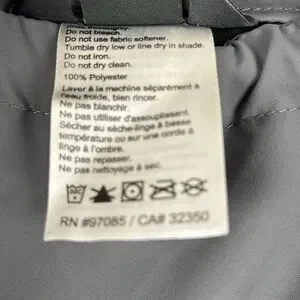 Do not bleach.
Do not use fabric softener.
Tumble dry low or line dry in shade.
Do not iron.
Do not dry clean.
100% Polyester
Laver à la machine séparément à
l'eau froide, bien rincer.
Ne pas blanchir.
Ne pas utiliser d'assouplissant.
Sécher au sèche-linge à basse
température ou sur une corde à
linge à l'ombre.
Ne pas repasser.
Ne pas nettoyage à sec.
RN #97085 / CA# 32350